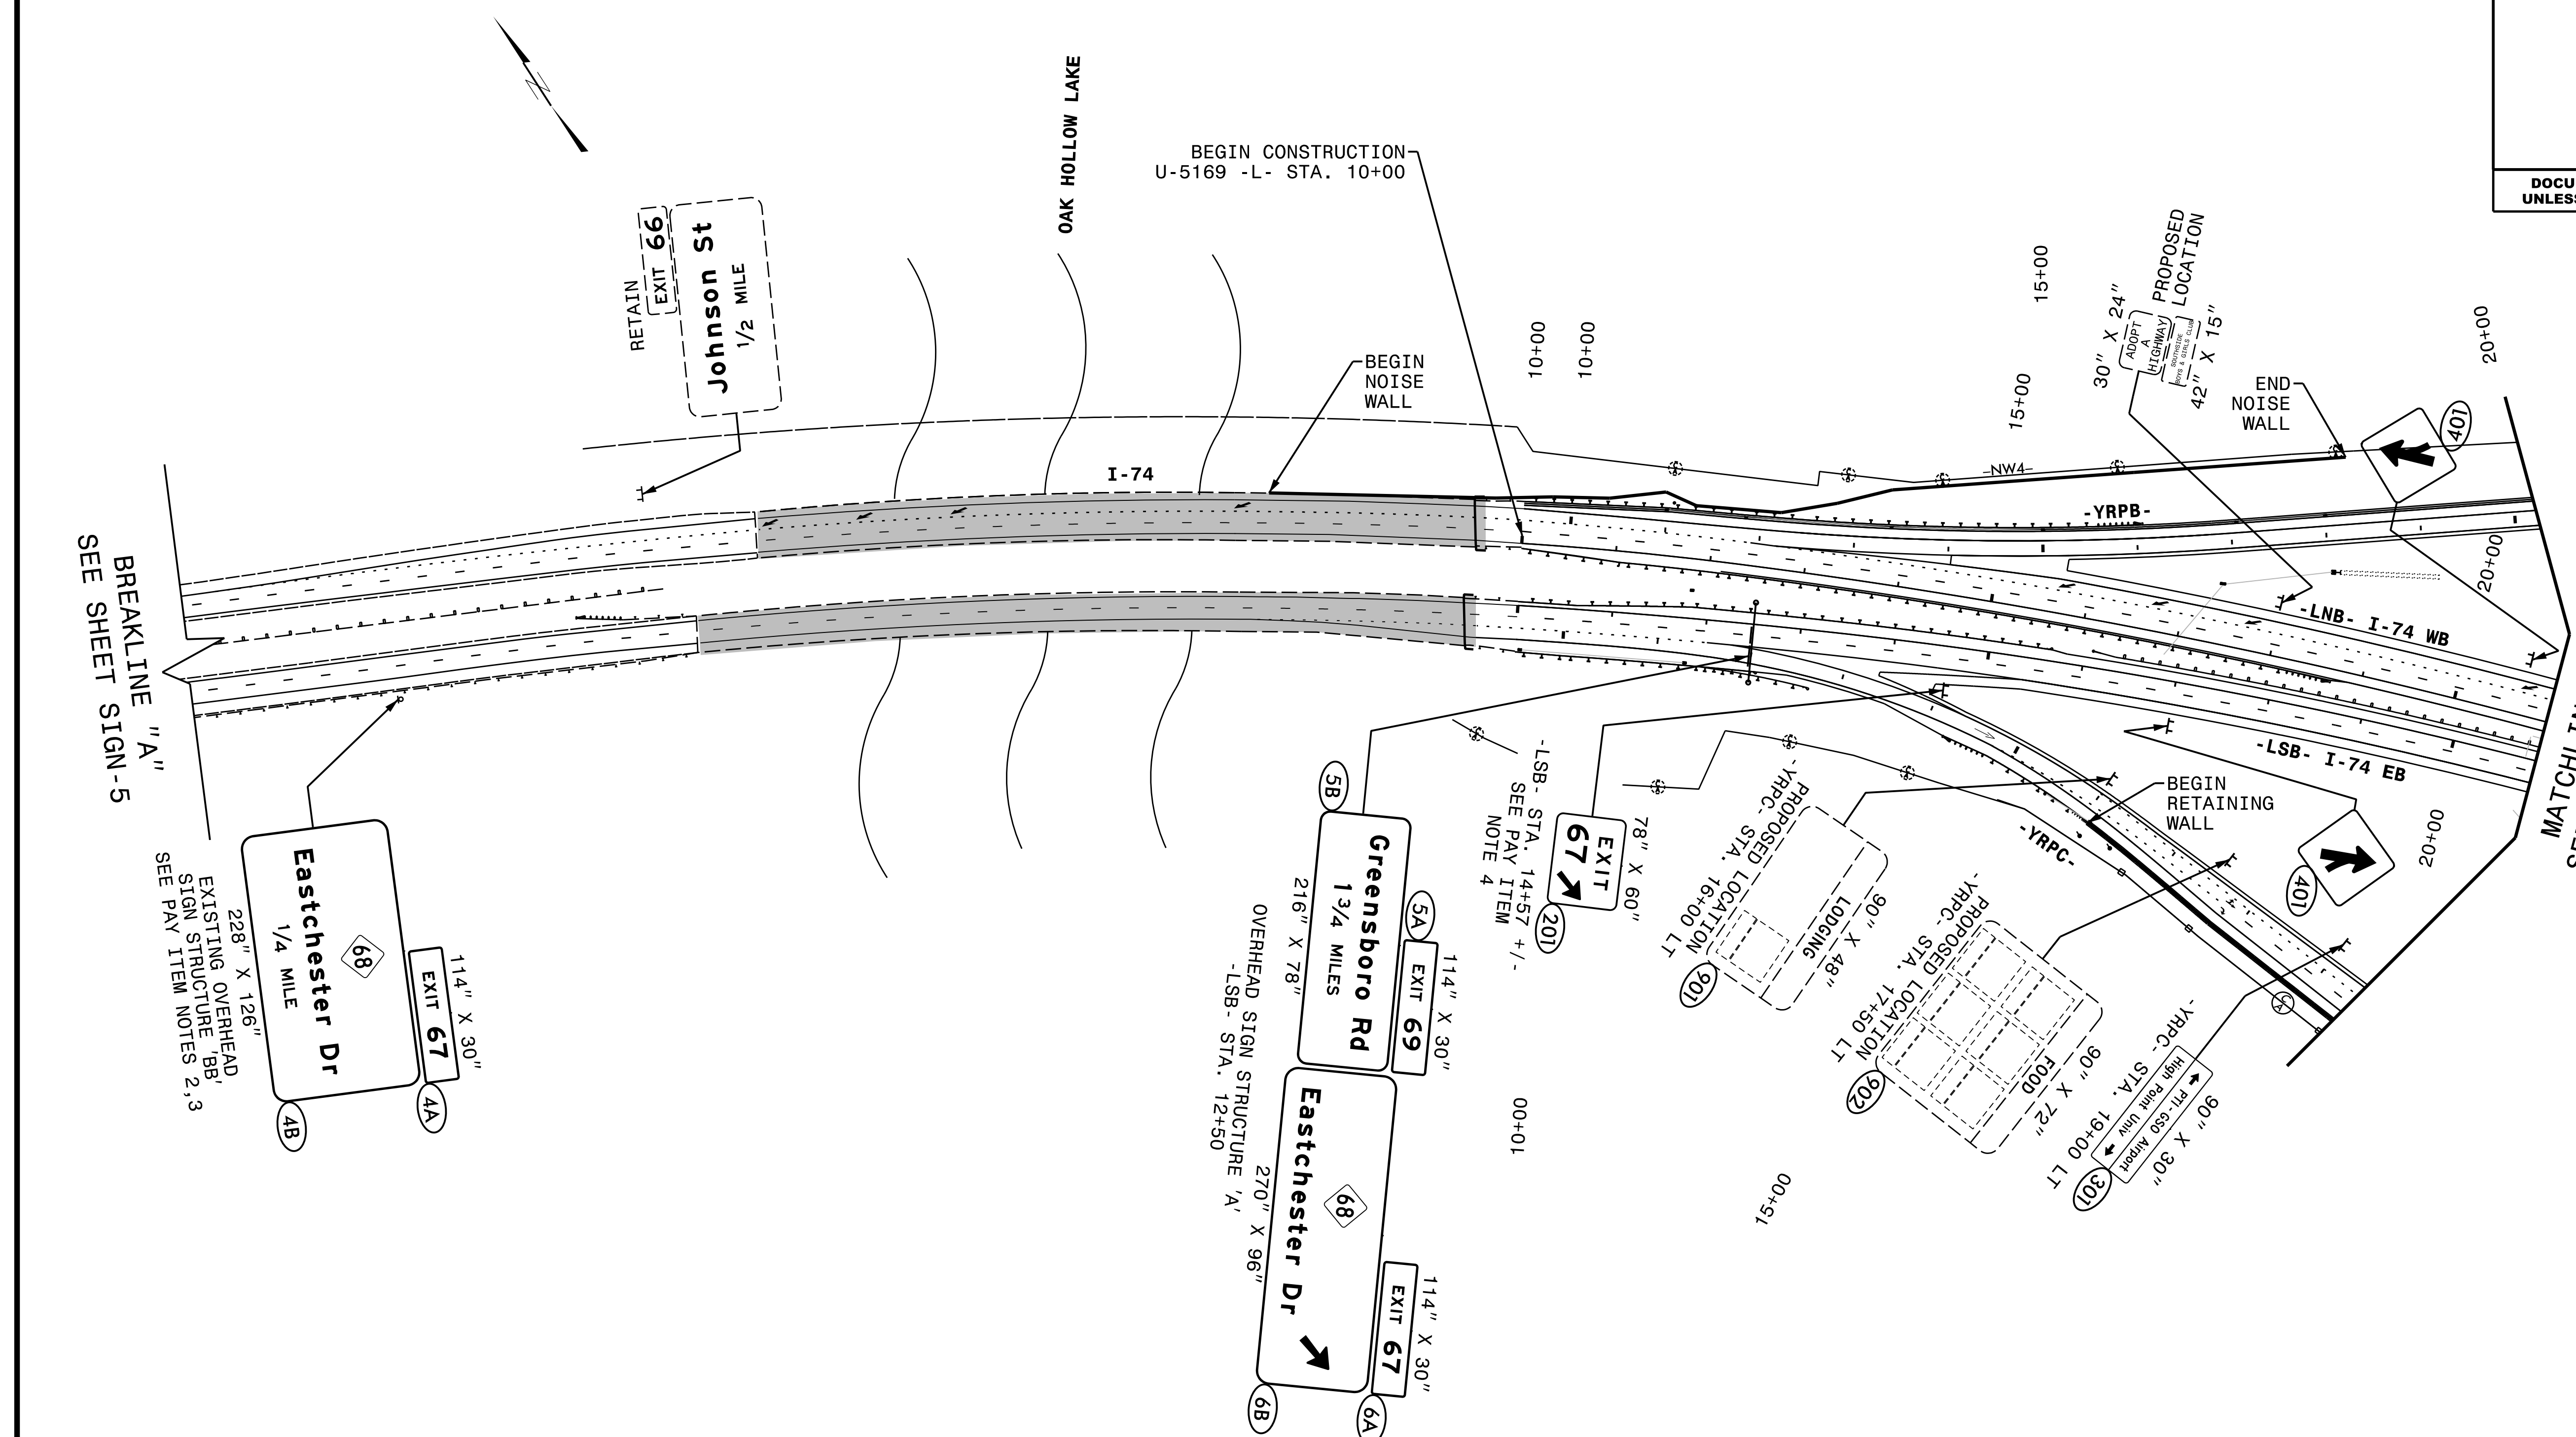 DOCU
UNLESS
OAK HOLLOW LAKE
BEGIN CONSTRUCTION
U-5169 -L- STA. 10+00
RETAIN
EXIT 66
Johnson St
1/2 MILE
BEGIN
NOISE
WALL
10+00
10+00
15+00
15+00
30" X 24"
ADOPT
A
HIGHWAY
SOUTHSIDE
BOYS & GIRLS CLUB
42" X 15"
PROPOSED
LOCATION
20+00
END
NOISE
WALL
401
I-74
-NW4-
-YRPB-
20+00
-LNB- I-74 WB
-LSB- I-74 EB
BREAKLINE "A"
SEE SHEET SIGN-5
BEGIN
RETAINING
WALL
-YRPC-
401
20+00
MATCHLIN
4B
4A
114" X 30"
EXIT 67
68
Eastchester Dr
1/4 MILE
228" X 126"
EXISTING OVERHEAD
SIGN STRUCTURE 'BB'
SEE PAY ITEM NOTES 2,3
5B
5A
114" X 30"
EXIT 69
Greensboro Rd
1 3/4 MILES
216" X 78"
OVERHEAD SIGN STRUCTURE 'A'
-LSB- STA. 12+50
114" X 30"
EXIT 67
68
Eastchester Dr
270" X 96"
6B
6A
78" X 60"
EXIT
67
201
-LSB- STA. 14+57 +/-
SEE PAY ITEM
NOTE 4
90" X 48"
LODGING
901
PROPOSED LOCATION
-YRPC- STA. 16+00 LT
90" X 72"
FOOD
902
PROPOSED LOCATION
-YRPC- STA. 17+50 LT
90" X 30"
PTI-GSO Airport
High Point Univ
301
-YRPC- STA. 19+00 LT
10+00
15+00